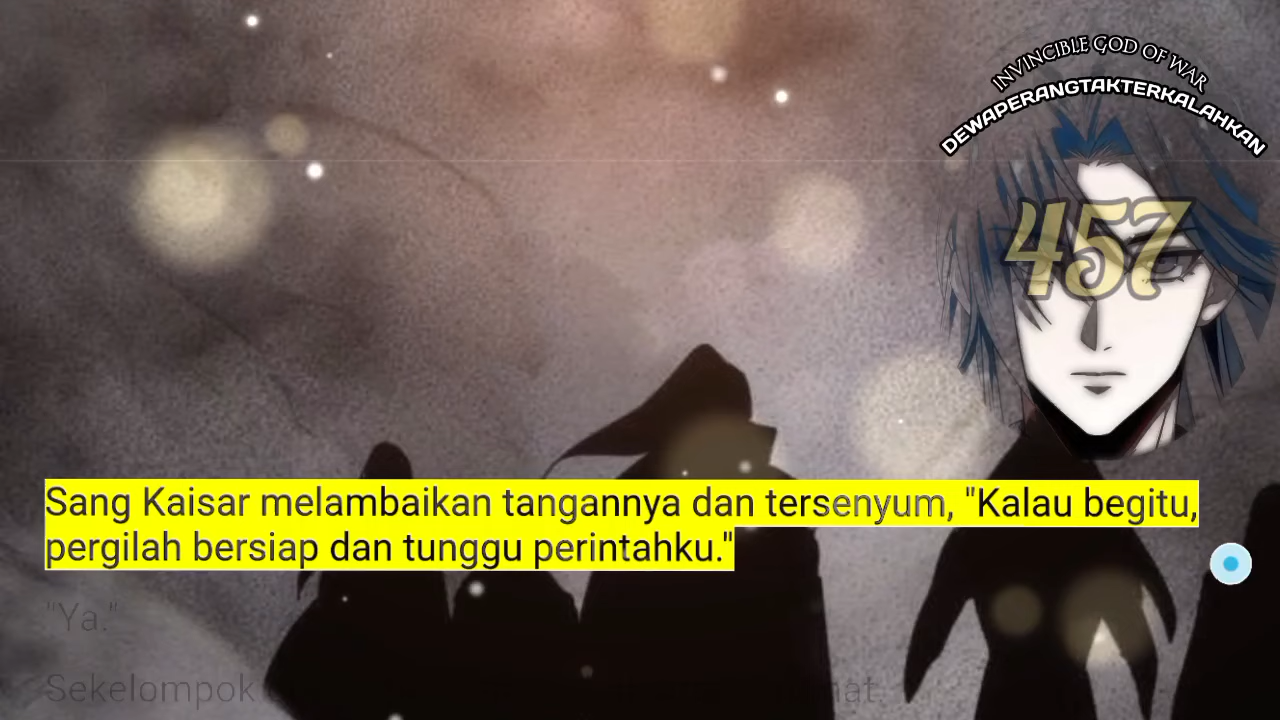 INVINCIBLE GOD OF WAR
DEWAPERANGTAKTERKALAHKAN
457
Sang Kaisar melambaikan tangannya dan tersenyum, "Kalau begitu,
pergilah bersiap dan tunggu perintahku."
"Ya."
Sekelompok